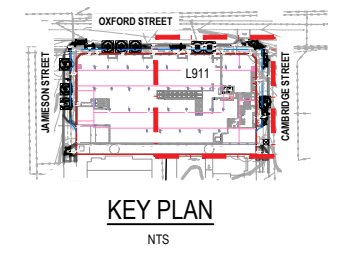 OXFORD STREET
JAMIESON STREET
L911
CAMBRIDGE STREET
KEY PLAN
NTS